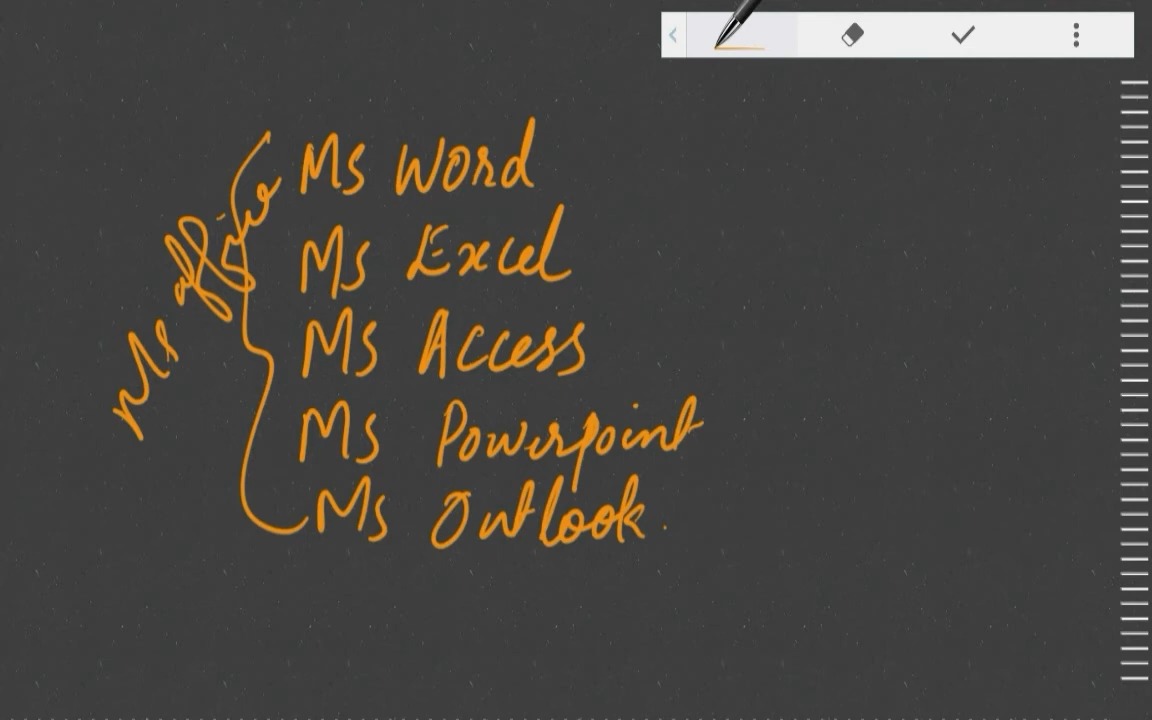 Ms office
Ms Word
Ms Excel
Ms Access
Ms Powerpoint
Ms Outlook.